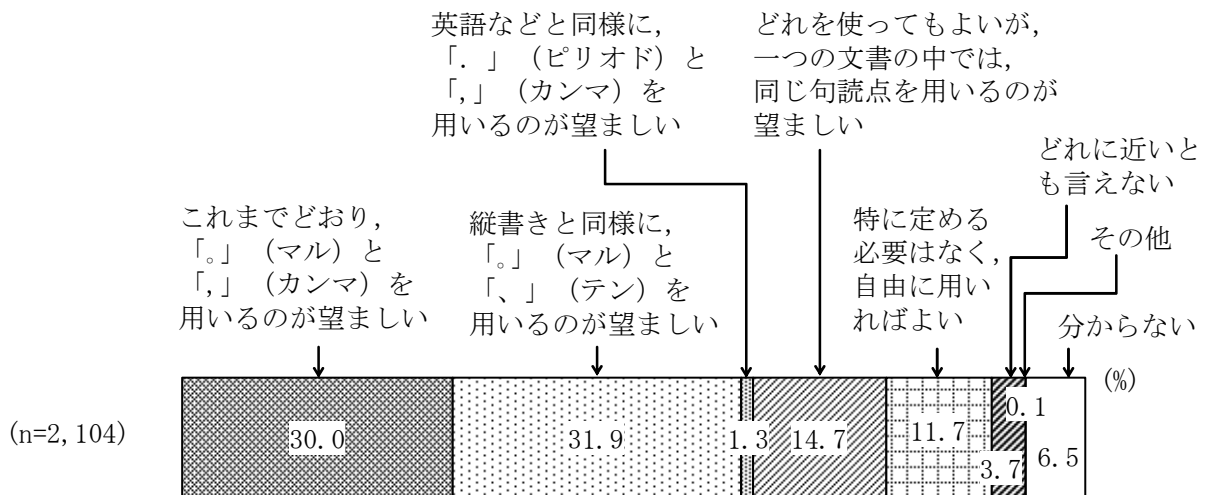 英語などと同様に，
「．」（ピリオド）と
「，」（カンマ）を
用いるのが望ましい
どれを使ってもよいが，
一つの文書の中では，
同じ句読点を用いるのが
望ましい
どれに近いと
も言えない
これまでどおり，
「。」（マル）と
「，」（カンマ）を
用いるのが望ましい
縦書きと同様に，
「。」（マル）と
「、」（テン）を
用いるのが望ましい
特に定める
必要はなく，
自由に用い
ればよい
その他
分からない
(%)
(n=2,104)
30.0
31.9
1.3
14.7
11.7
3.7
0.1
6.5